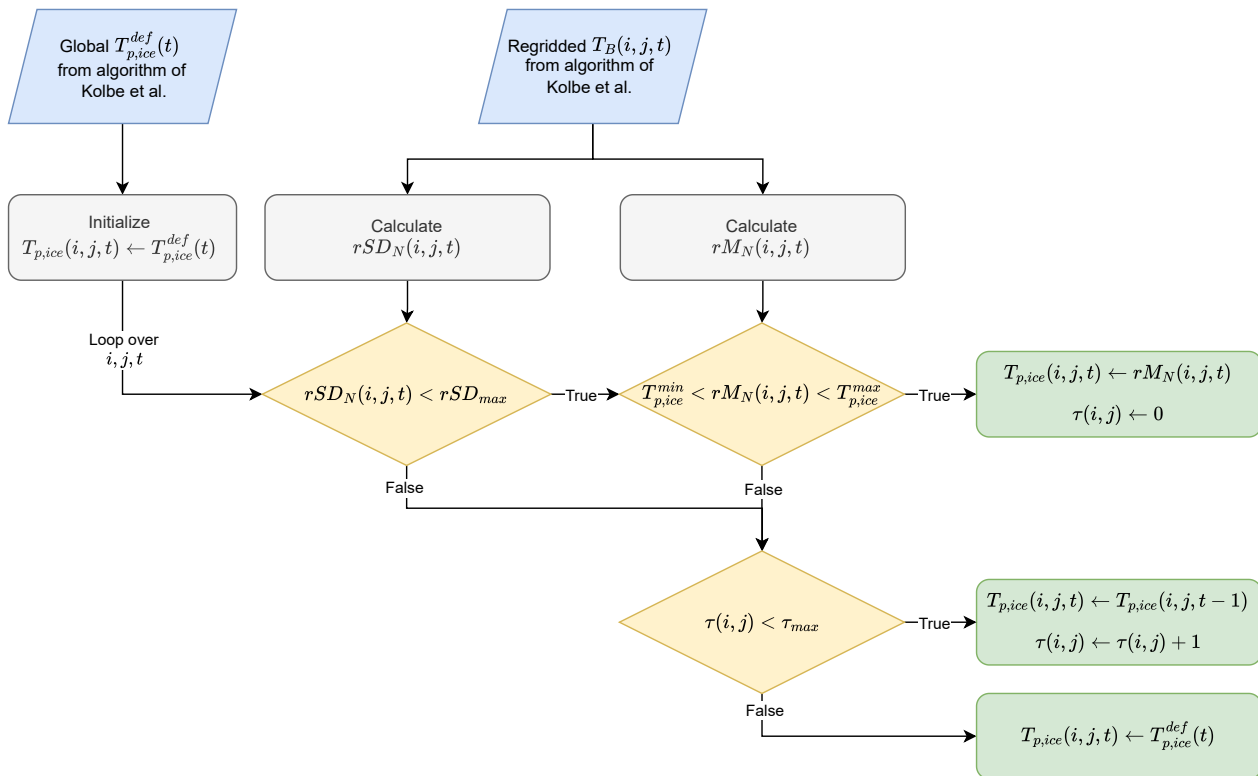 Global $T_{p,ice}^{def}(t)$
from algorithm of
Kolbe et al.
Regridded $T_B(i,j,t)$
from algorithm of
Kolbe et al.
Initialize
$T_{p,ice}(i,j,t) \leftarrow T_{p,ice}^{def}(t)$
Calculate
$rSD_N(i,j,t)$
Calculate
$rM_N(i,j,t)$
Loop over
$i,j,t$
$rSD_N(i,j,t) < rSD_{max}$
True
$T_{p,ice}^{min} < rM_N(i,j,t) < T_{p,ice}^{max}$
True
$T_{p,ice}(i,j,t) \leftarrow rM_N(i,j,t)$
$\tau(i,j) \leftarrow 0$
False
False
$\tau(i,j) < \tau_{max}$
True
$T_{p,ice}(i,j,t) \leftarrow T_{p,ice}(i,j,t-1)$
$\tau(i,j) \leftarrow \tau(i,j)+1$
False
$T_{p,ice}(i,j,t) \leftarrow T_{p,ice}^{def}(t)$